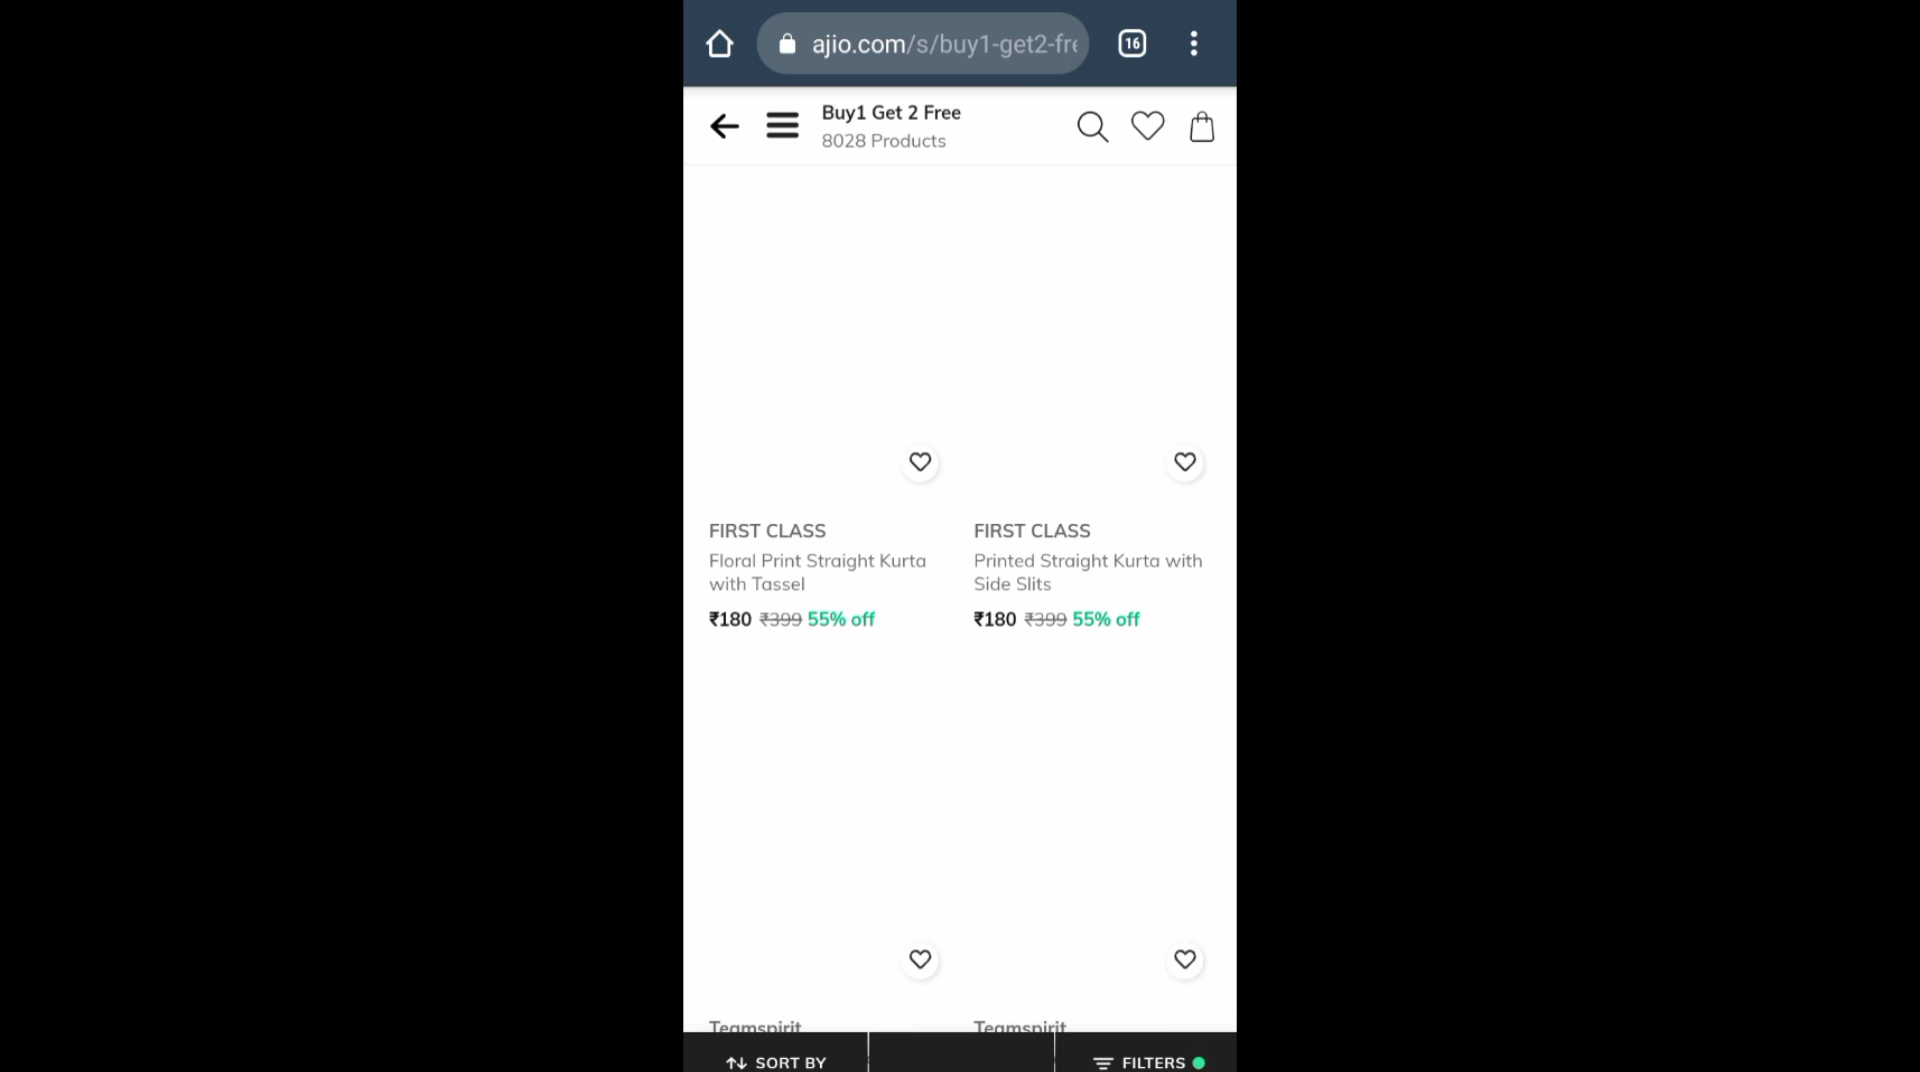 ajio.com/s/buy1-get2-fre
16
Buy1 Get 2 Free
8028 Products
FIRST CLASS
Floral Print Straight Kurta
with Tassel
₹180 ₹399 55% off
FIRST CLASS
Printed Straight Kurta with
Side Slits
₹180 ₹399 55% off
Teamspirit
Teamspirit
SORT BY
FILTERS